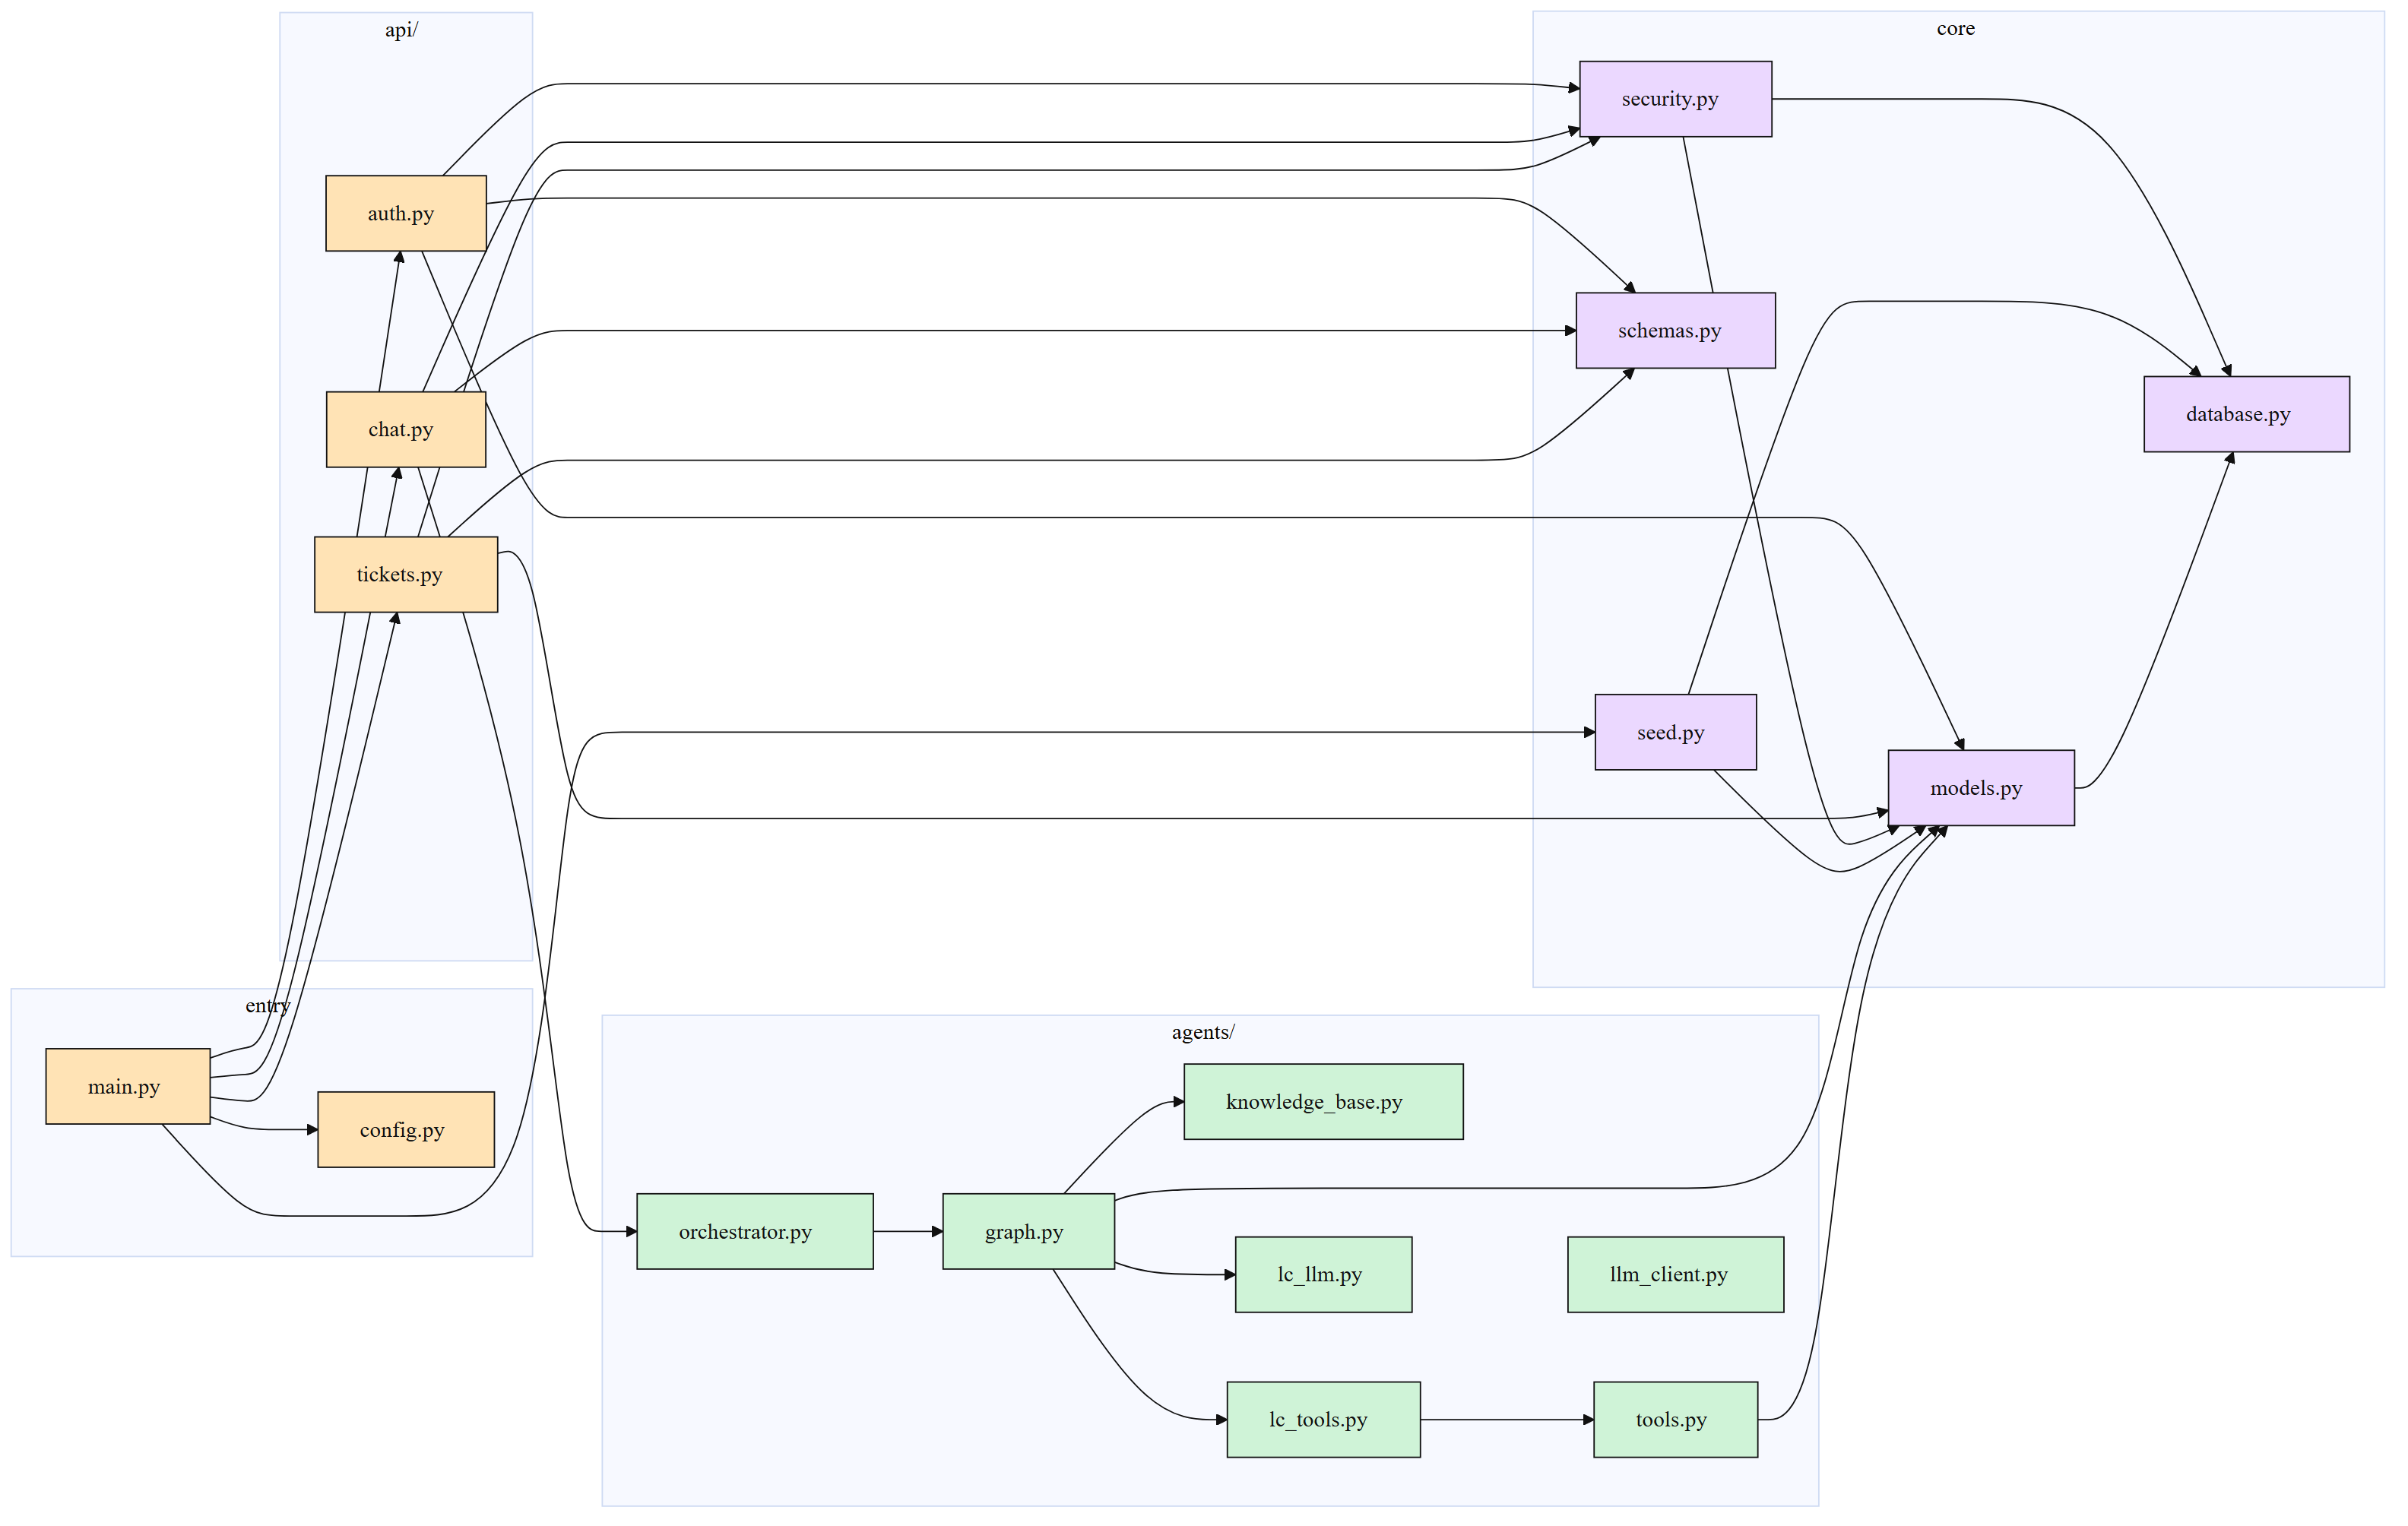 api/
auth.py
chat.py
tickets.py
entry
main.py
config.py
core
security.py
schemas.py
database.py
seed.py
models.py
agents/
knowledge_base.py
orchestrator.py
graph.py
lc_llm.py
llm_client.py
lc_tools.py
tools.py